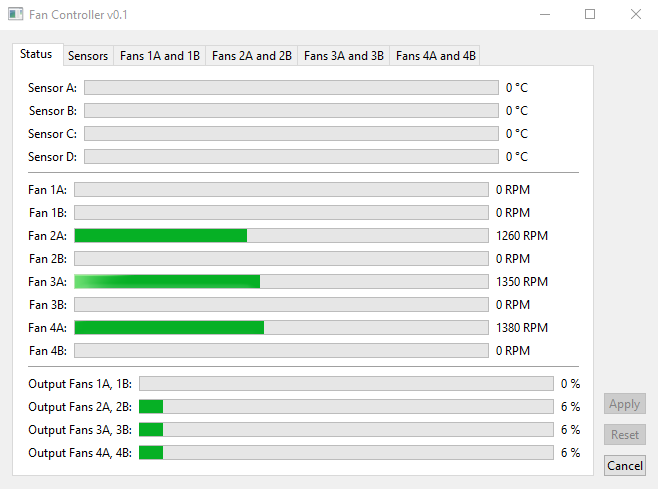 Fan Controller v0.1
Status Sensors Fans 1A and 1B Fans 2A and 2B Fans 3A and 3B Fans 4A and 4B
Sensor A: 0 °C
Sensor B: 0 °C
Sensor C: 0 °C
Sensor D: 0 °C
Fan 1A: 0 RPM
Fan 1B: 0 RPM
Fan 2A: 1260 RPM
Fan 2B: 0 RPM
Fan 3A: 1350 RPM
Fan 3B: 0 RPM
Fan 4A: 1380 RPM
Fan 4B: 0 RPM
Output Fans 1A, 1B: 0 %
Output Fans 2A, 2B: 6 %
Output Fans 3A, 3B: 6 %
Output Fans 4A, 4B: 6 %
Apply
Reset
Cancel